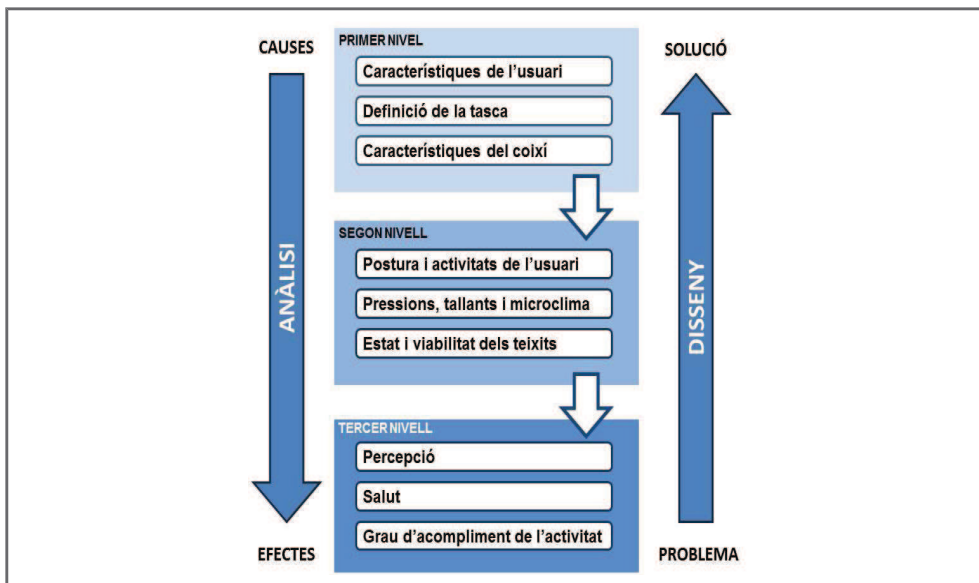 CAUSES
ANÀLISI
EFECTES
PRIMER NIVEL
Característiques de l’usuari
Definició de la tasca
Característiques del coixí
SEGON NIVELL
Postura i activitats de l’usuari
Pressions, tallants i microclima
Estat i viabilitat dels teixits
TERCER NIVELL
Percepció
Salut
Grau d’acompliment de l’activitat
SOLUCIÓ
DISSENY
PROBLEMA